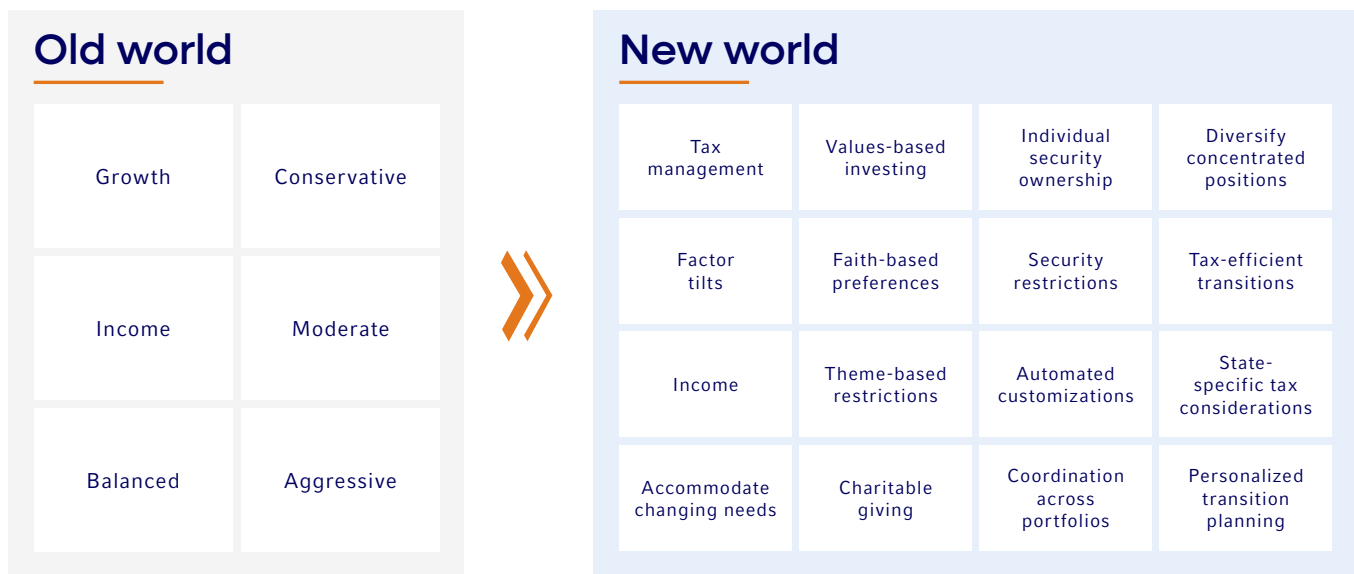 Old world
Growth
Conservative
Income
Moderate
Balanced
Aggressive
New world
Tax
management
Values-based
investing
Individual
security
ownership
Diversify
concentrated
positions
Factor
tilts
Faith-based
preferences
Security
restrictions
Tax-efficient
transitions
Income
Theme-based
restrictions
Automated
customizations
State-
specific tax
considerations
Accommodate
changing needs
Charitable
giving
Coordination
across
portfolios
Personalized
transition
planning